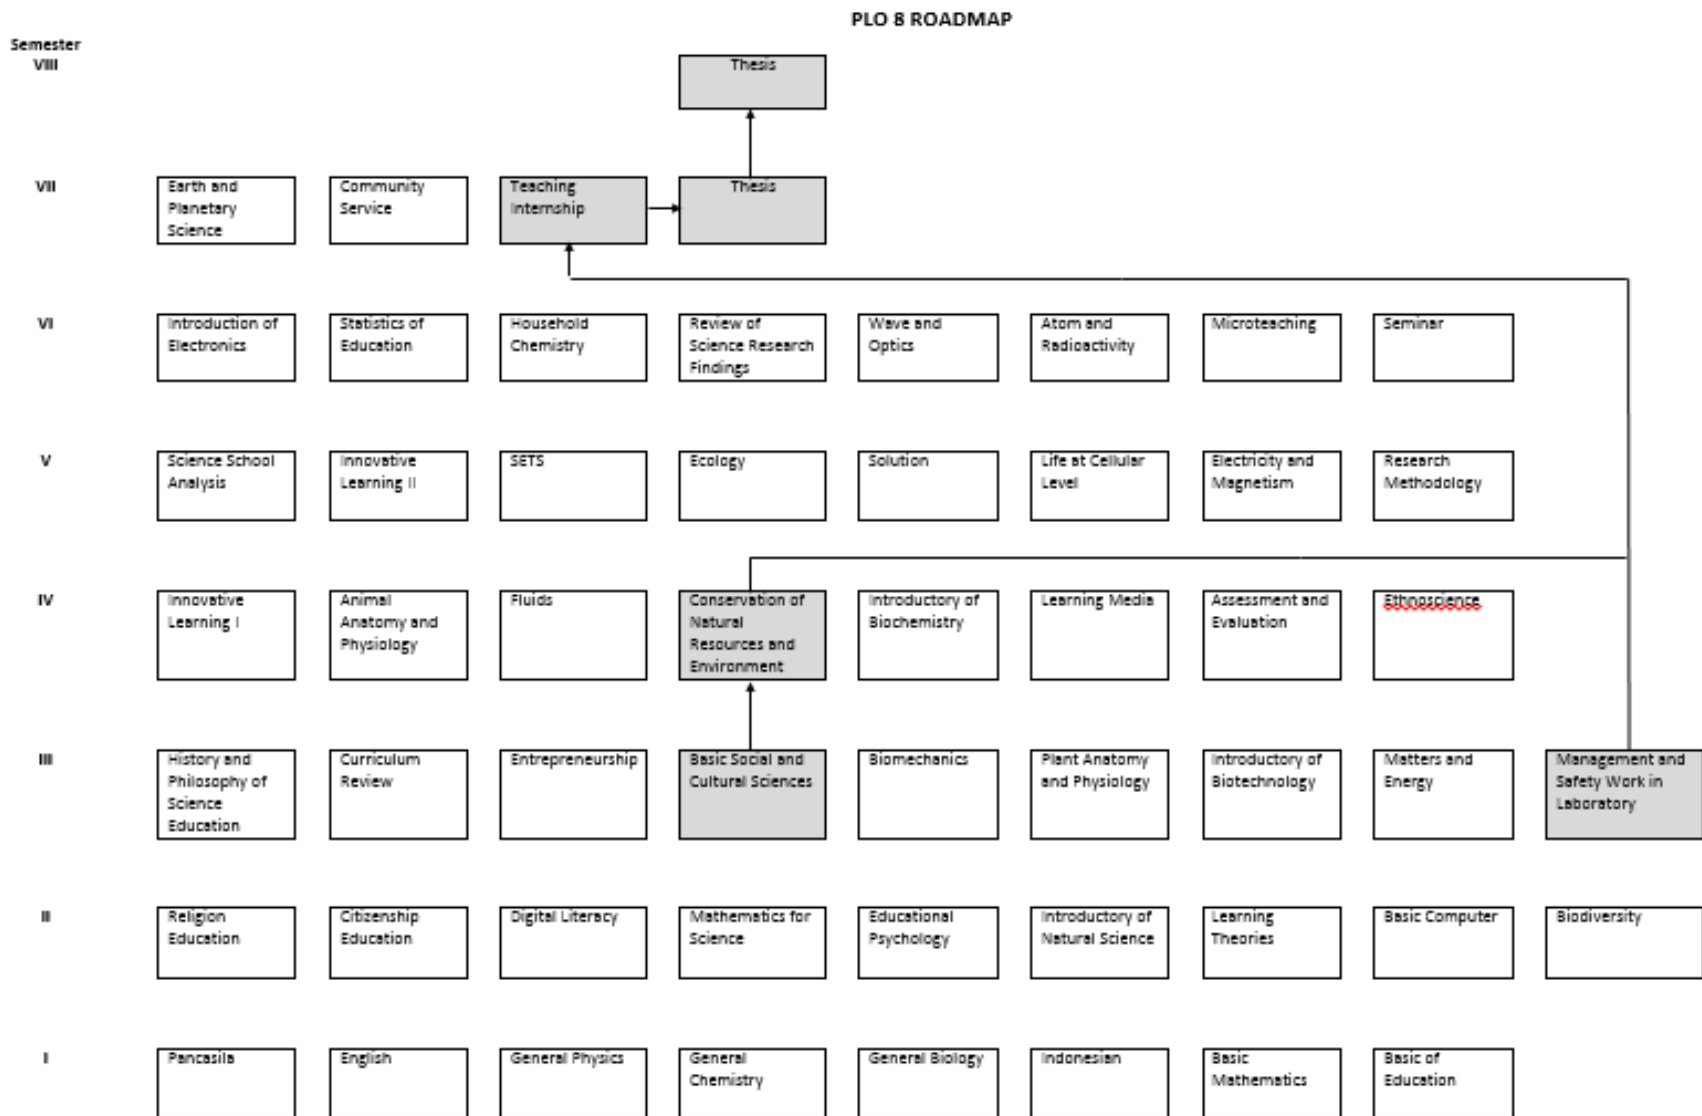 PLO 8 ROADMAP
Semester
VIII
Thesis
VII
Earth and
Planetary
Science
Community
Service
Teaching
Internship
Thesis
VI
Introduction of
Electronics
Statistics of
Education
Household
Chemistry
Review of
Science Research
Findings
Wave and
Optics
Atom and
Radioactivity
Microteaching
Seminar
V
Science School
Analysis
Innovative
Learning II
SETS
Ecology
Solution
Life at Cellular
Level
Electricity and
Magnetism
Research
Methodology
IV
Innovative
Learning I
Animal
Anatomy and
Physiology
Fluids
Conservation of
Natural
Resources and
Environment
Introductory of
Biochemistry
Learning Media
Assessment and
Evaluation
Ethnoscience
III
History and
Philosophy of
Science
Education
Curriculum
Review
Entrepreneurship
Basic Social and
Cultural Sciences
Biomechanics
Plant Anatomy
and Physiology
Introductory of
Biotechnology
Matters and
Energy
Management and
Safety Work in
Laboratory
II
Religion
Education
Citizenship
Education
Digital Literacy
Mathematics for
Science
Educational
Psychology
Introductory of
Natural Science
Learning
Theories
Basic Computer
Biodiversity
I
Pancasila
English
General Physics
General
Chemistry
General Biology
Indonesian
Basic
Mathematics
Basic of
Education